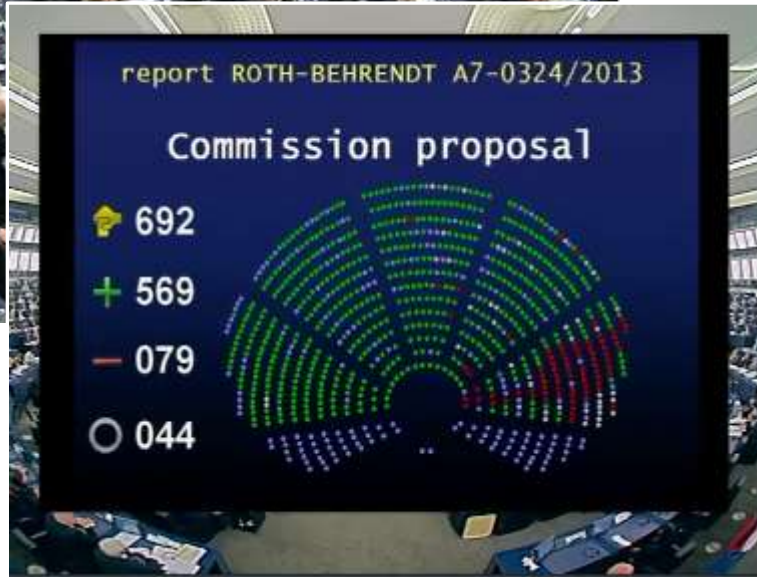 report ROTH-BEHRENDT A7-0324/2013
Commission proposal
692
+ 569
− 079
044